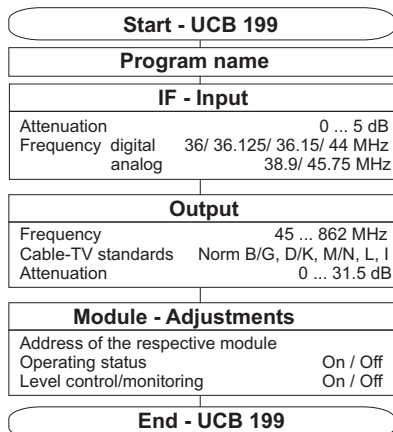 Start - UCB 199
Program name
IF - Input
Attenuation 0 ... 5 dB
Frequency digital 36/ 36.125/ 36.15/ 44 MHz
analog 38.9/ 45.75 MHz
Output
Frequency 45 ... 862 MHz
Cable-TV standards Norm B/G, D/K, M/N, L, I
Attenuation 0 ... 31.5 dB
Module - Adjustments
Address of the respective module
Operating status On / Off
Level control/monitoring On / Off
End - UCB 199